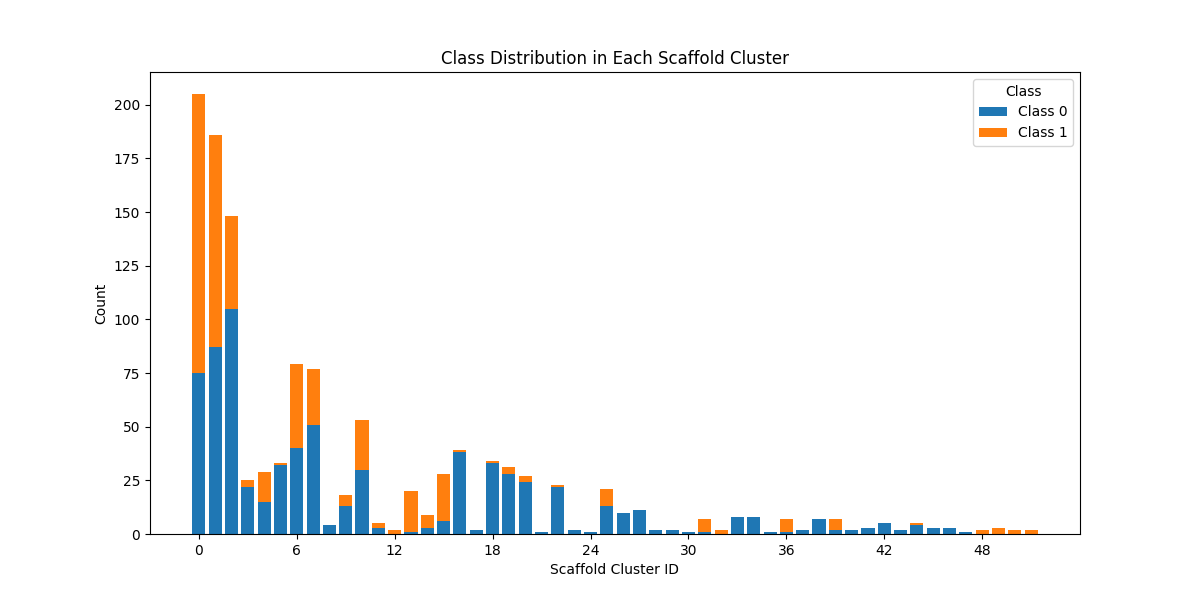 Class Distribution in Each Scaffold Cluster
Class
Class 0
Class 1
Count
200
175
150
125
100
75
50
25
0
0 6 12 18 24 30 36 42 48
Scaffold Cluster ID